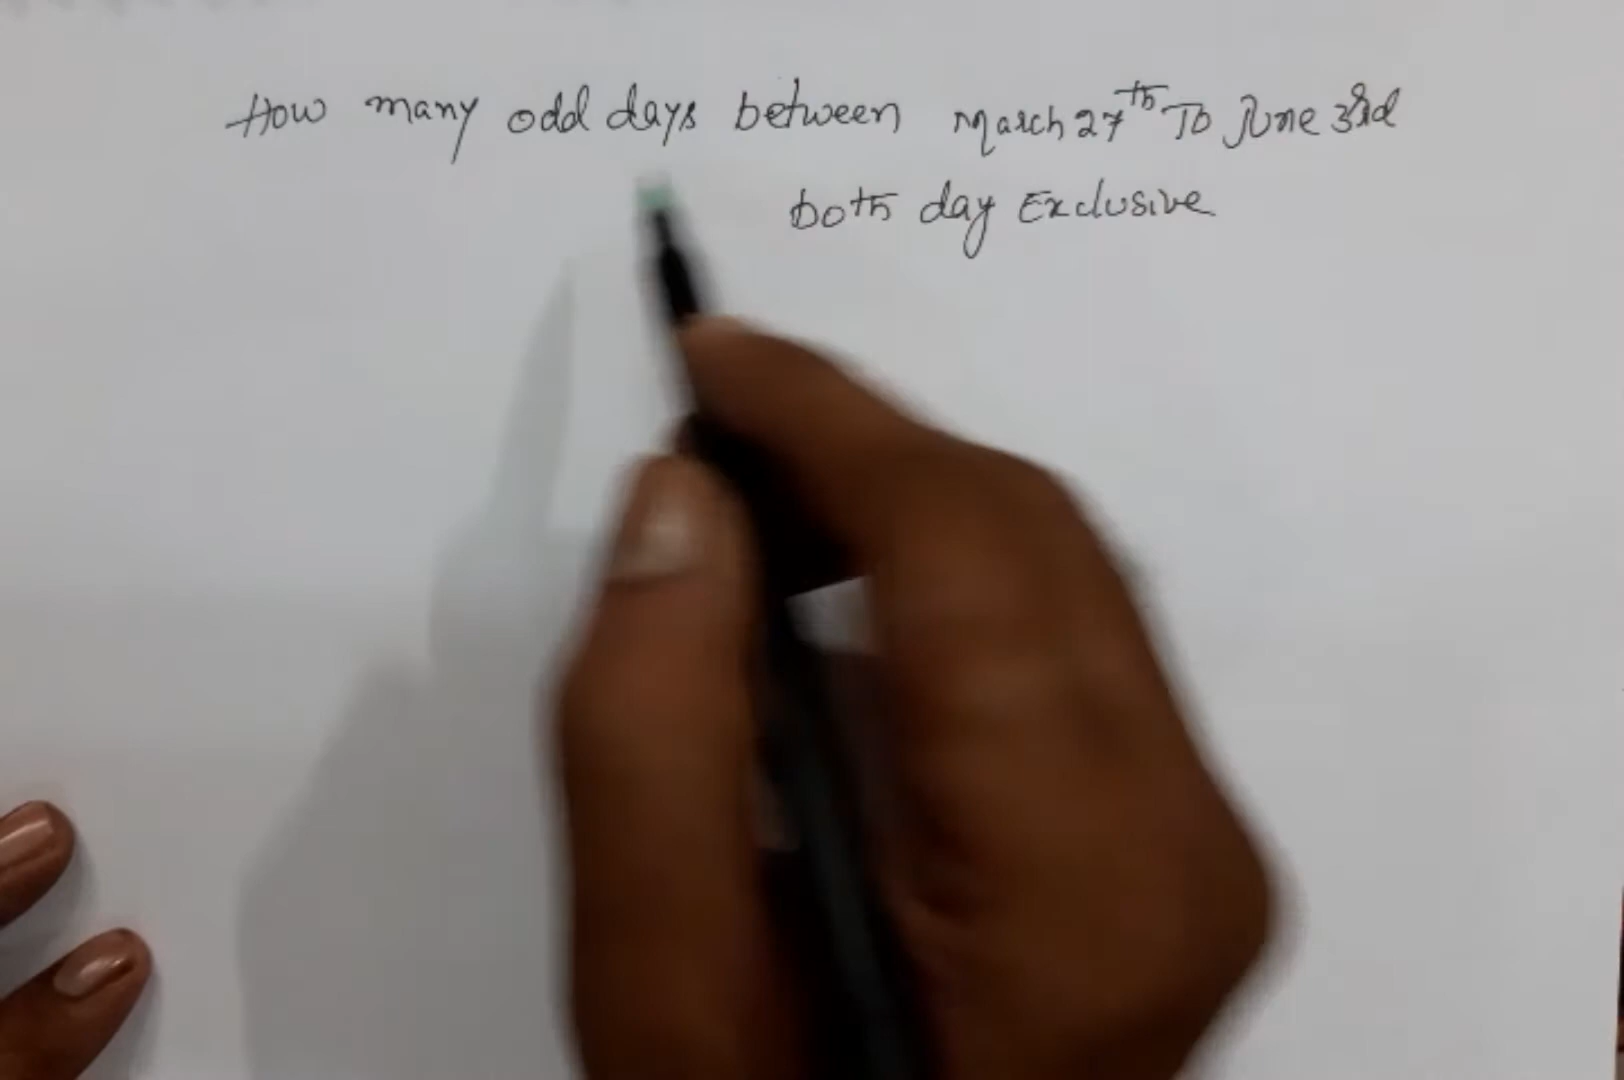 How many odd days between March 27th To June 3rd
both day Exclusive